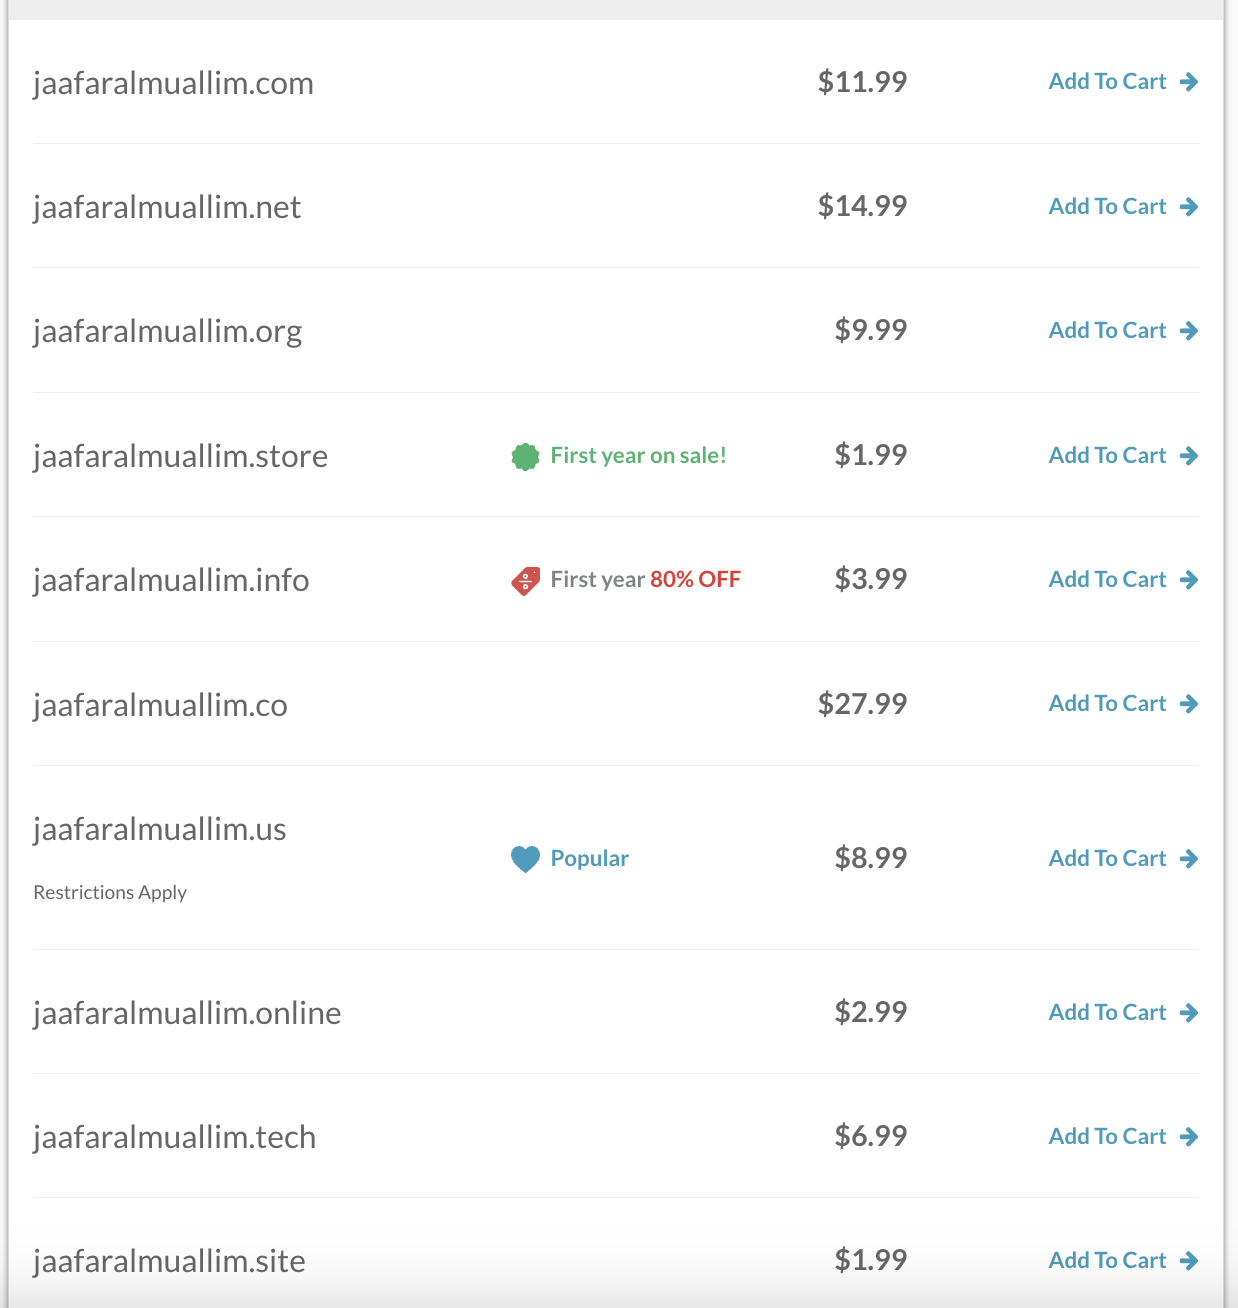 jaafaralmuallim.com $11.99 Add To Cart
jaafaralmuallim.net $14.99 Add To Cart
jaafaralmuallim.org $9.99 Add To Cart
jaafaralmuallim.store First year on sale! $1.99 Add To Cart
jaafaralmuallim.info First year 80% OFF $3.99 Add To Cart
jaafaralmuallim.co $27.99 Add To Cart
jaafaralmuallim.us Popular $8.99 Add To Cart
Restrictions Apply
jaafaralmuallim.online $2.99 Add To Cart
jaafaralmuallim.tech $6.99 Add To Cart
jaafaralmuallim.site $1.99 Add To Cart